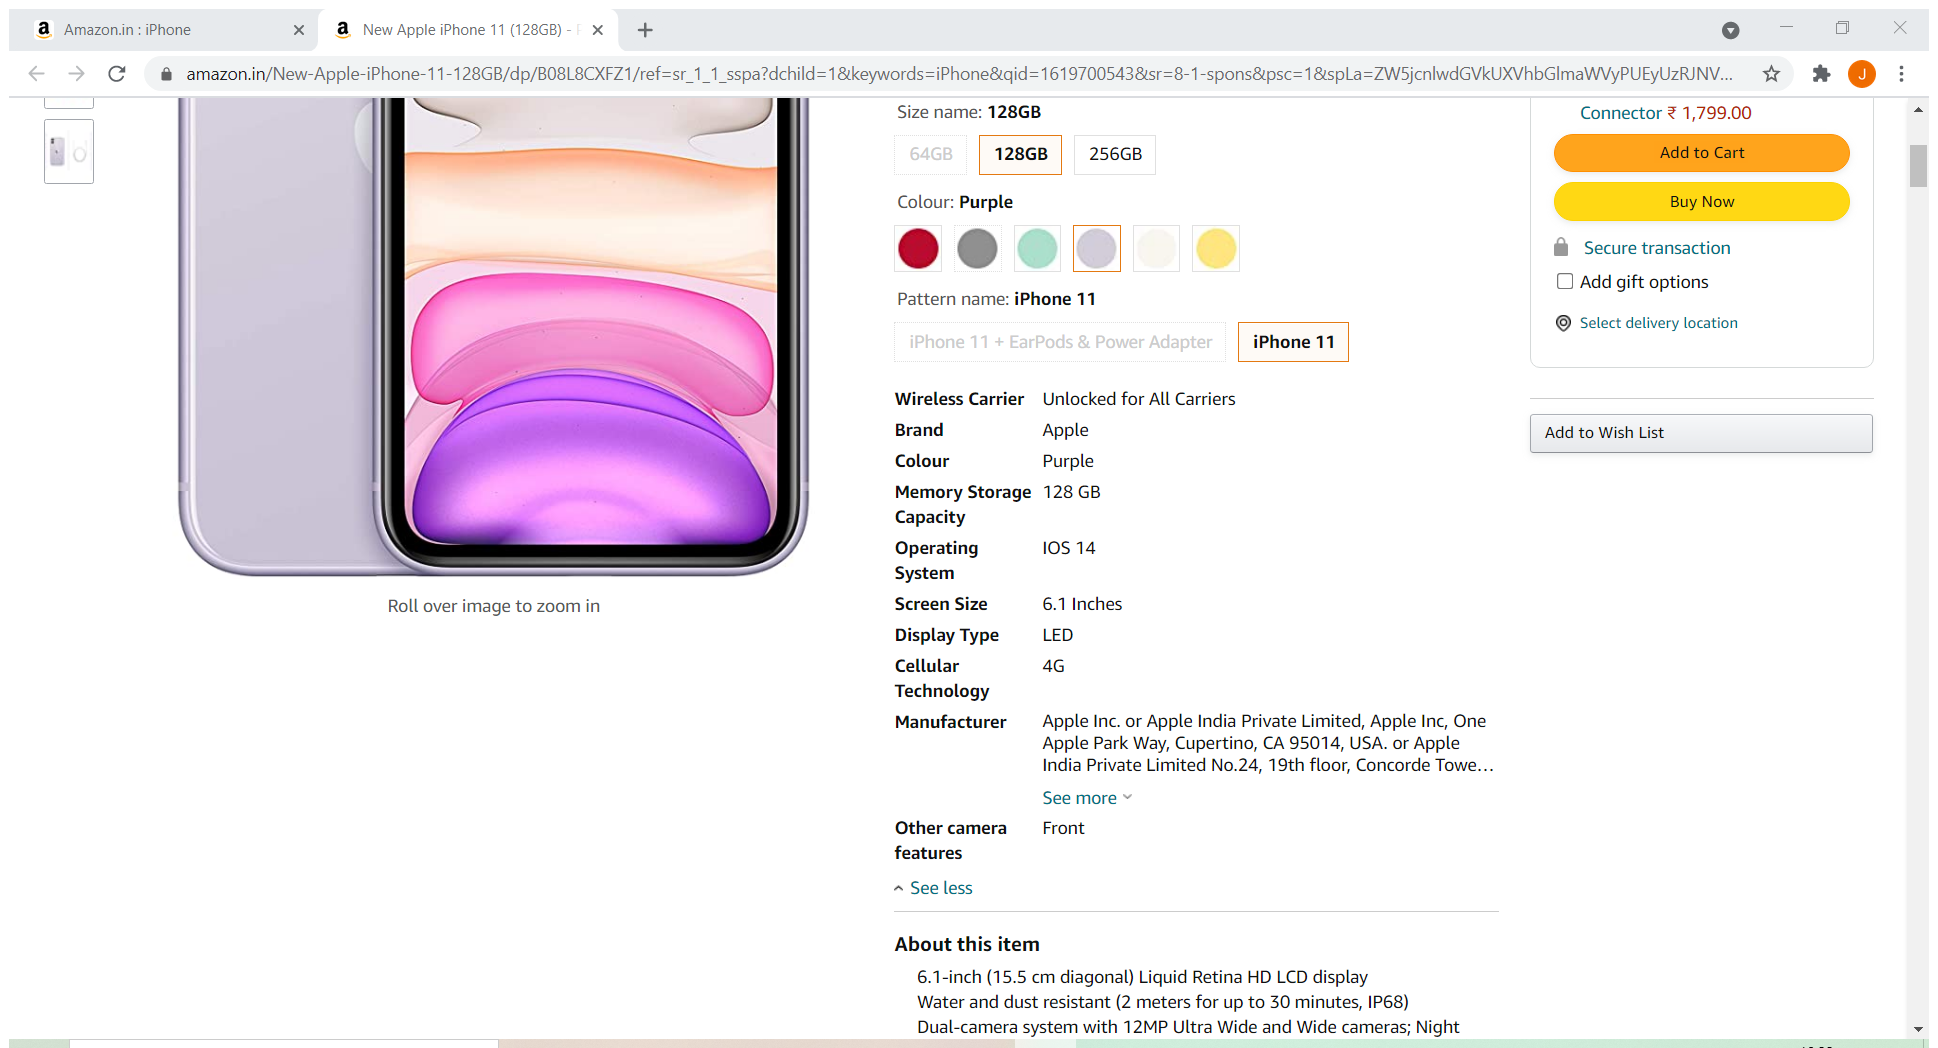 Amazon.in : iPhone
New Apple iPhone 11 (128GB) -
amazon.in/New-Apple-iPhone-11-128GB/dp/B08L8CXFZ1/ref=sr_1_1_sspa?dchild=1&keywords=iPhone&qid=1619700543&sr=8-1-spons&psc=1&spLa=ZW5jcnlwdGVkUXVhbGlmaWVyPUEyUzRJNV...
J
Size name: 128GB
64GB 128GB 256GB
Colour: Purple
Pattern name: iPhone 11
iPhone 11 + EarPods & Power Adapter iPhone 11
Wireless Carrier Unlocked for All Carriers
Brand Apple
Colour Purple
Memory Storage Capacity 128 GB
Operating System IOS 14
Screen Size 6.1 Inches
Display Type LED
Cellular Technology 4G
Manufacturer Apple Inc. or Apple India Private Limited, Apple Inc, One
Apple Park Way, Cupertino, CA 95014, USA. or Apple
India Private Limited No.24, 19th floor, Concorde Towe...
See more
Other camera features Front
See less
About this item
6.1-inch (15.5 cm diagonal) Liquid Retina HD LCD display
Water and dust resistant (2 meters for up to 30 minutes, IP68)
Dual-camera system with 12MP Ultra Wide and Wide cameras; Night
Roll over image to zoom in
Connector ₹ 1,799.00
Add to Cart
Buy Now
Secure transaction
Add gift options
Select delivery location
Add to Wish List